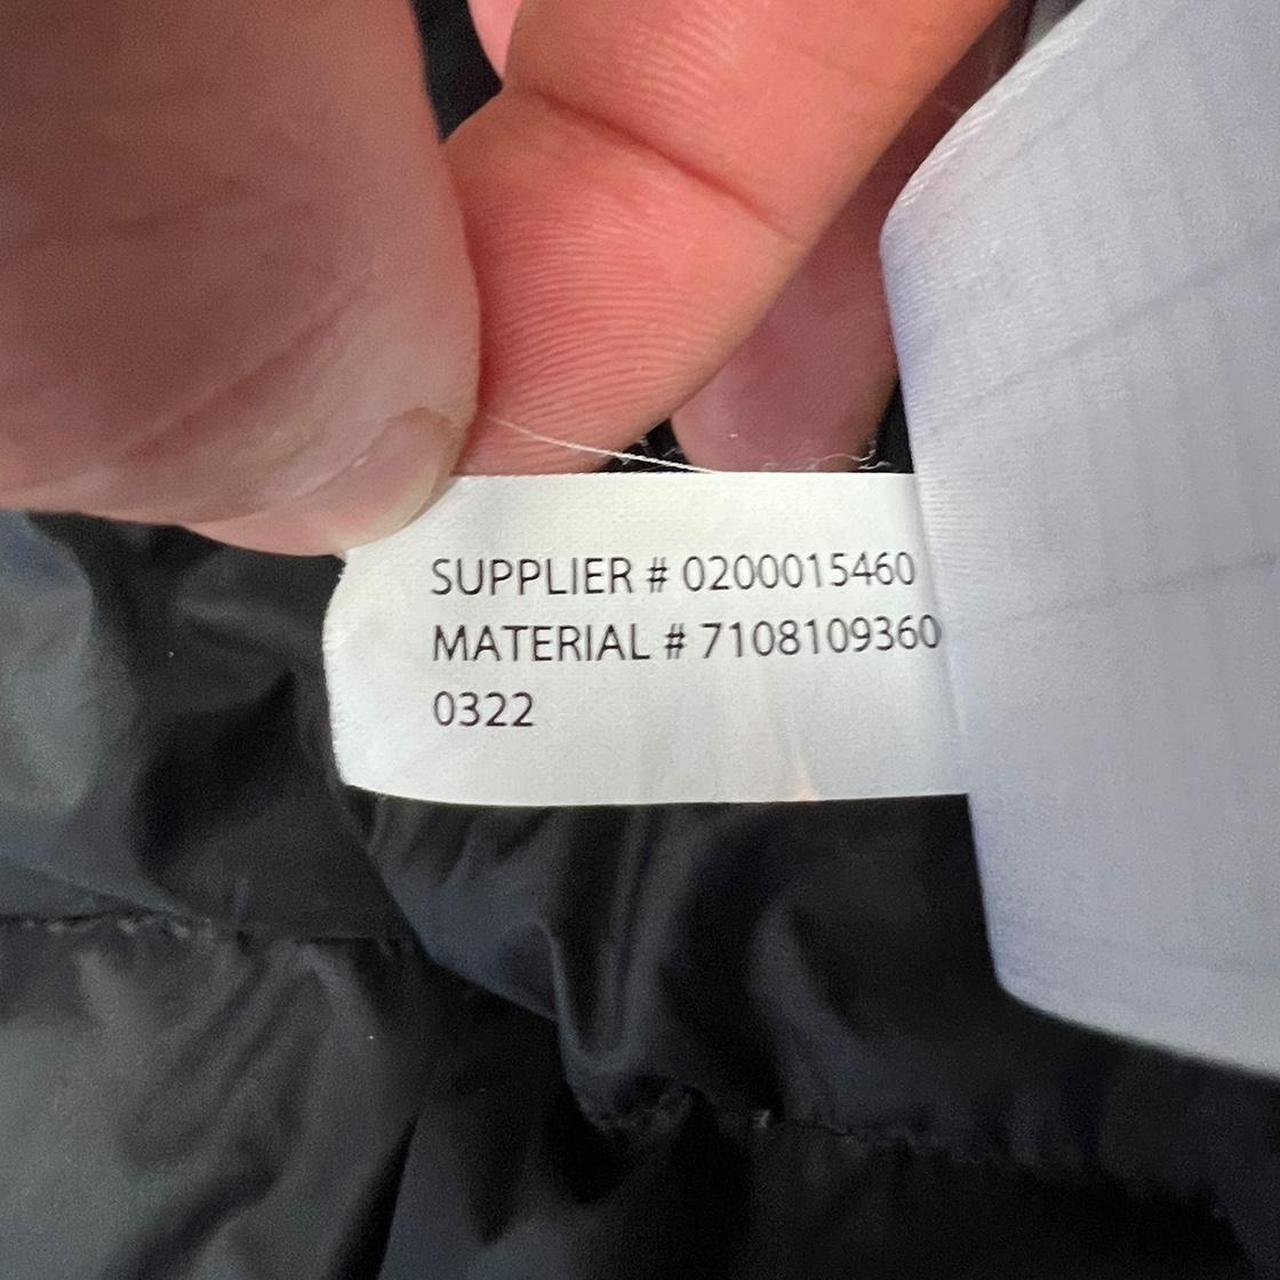 SUPPLIER # 0200015460
MATERIAL # 7108109360
0322